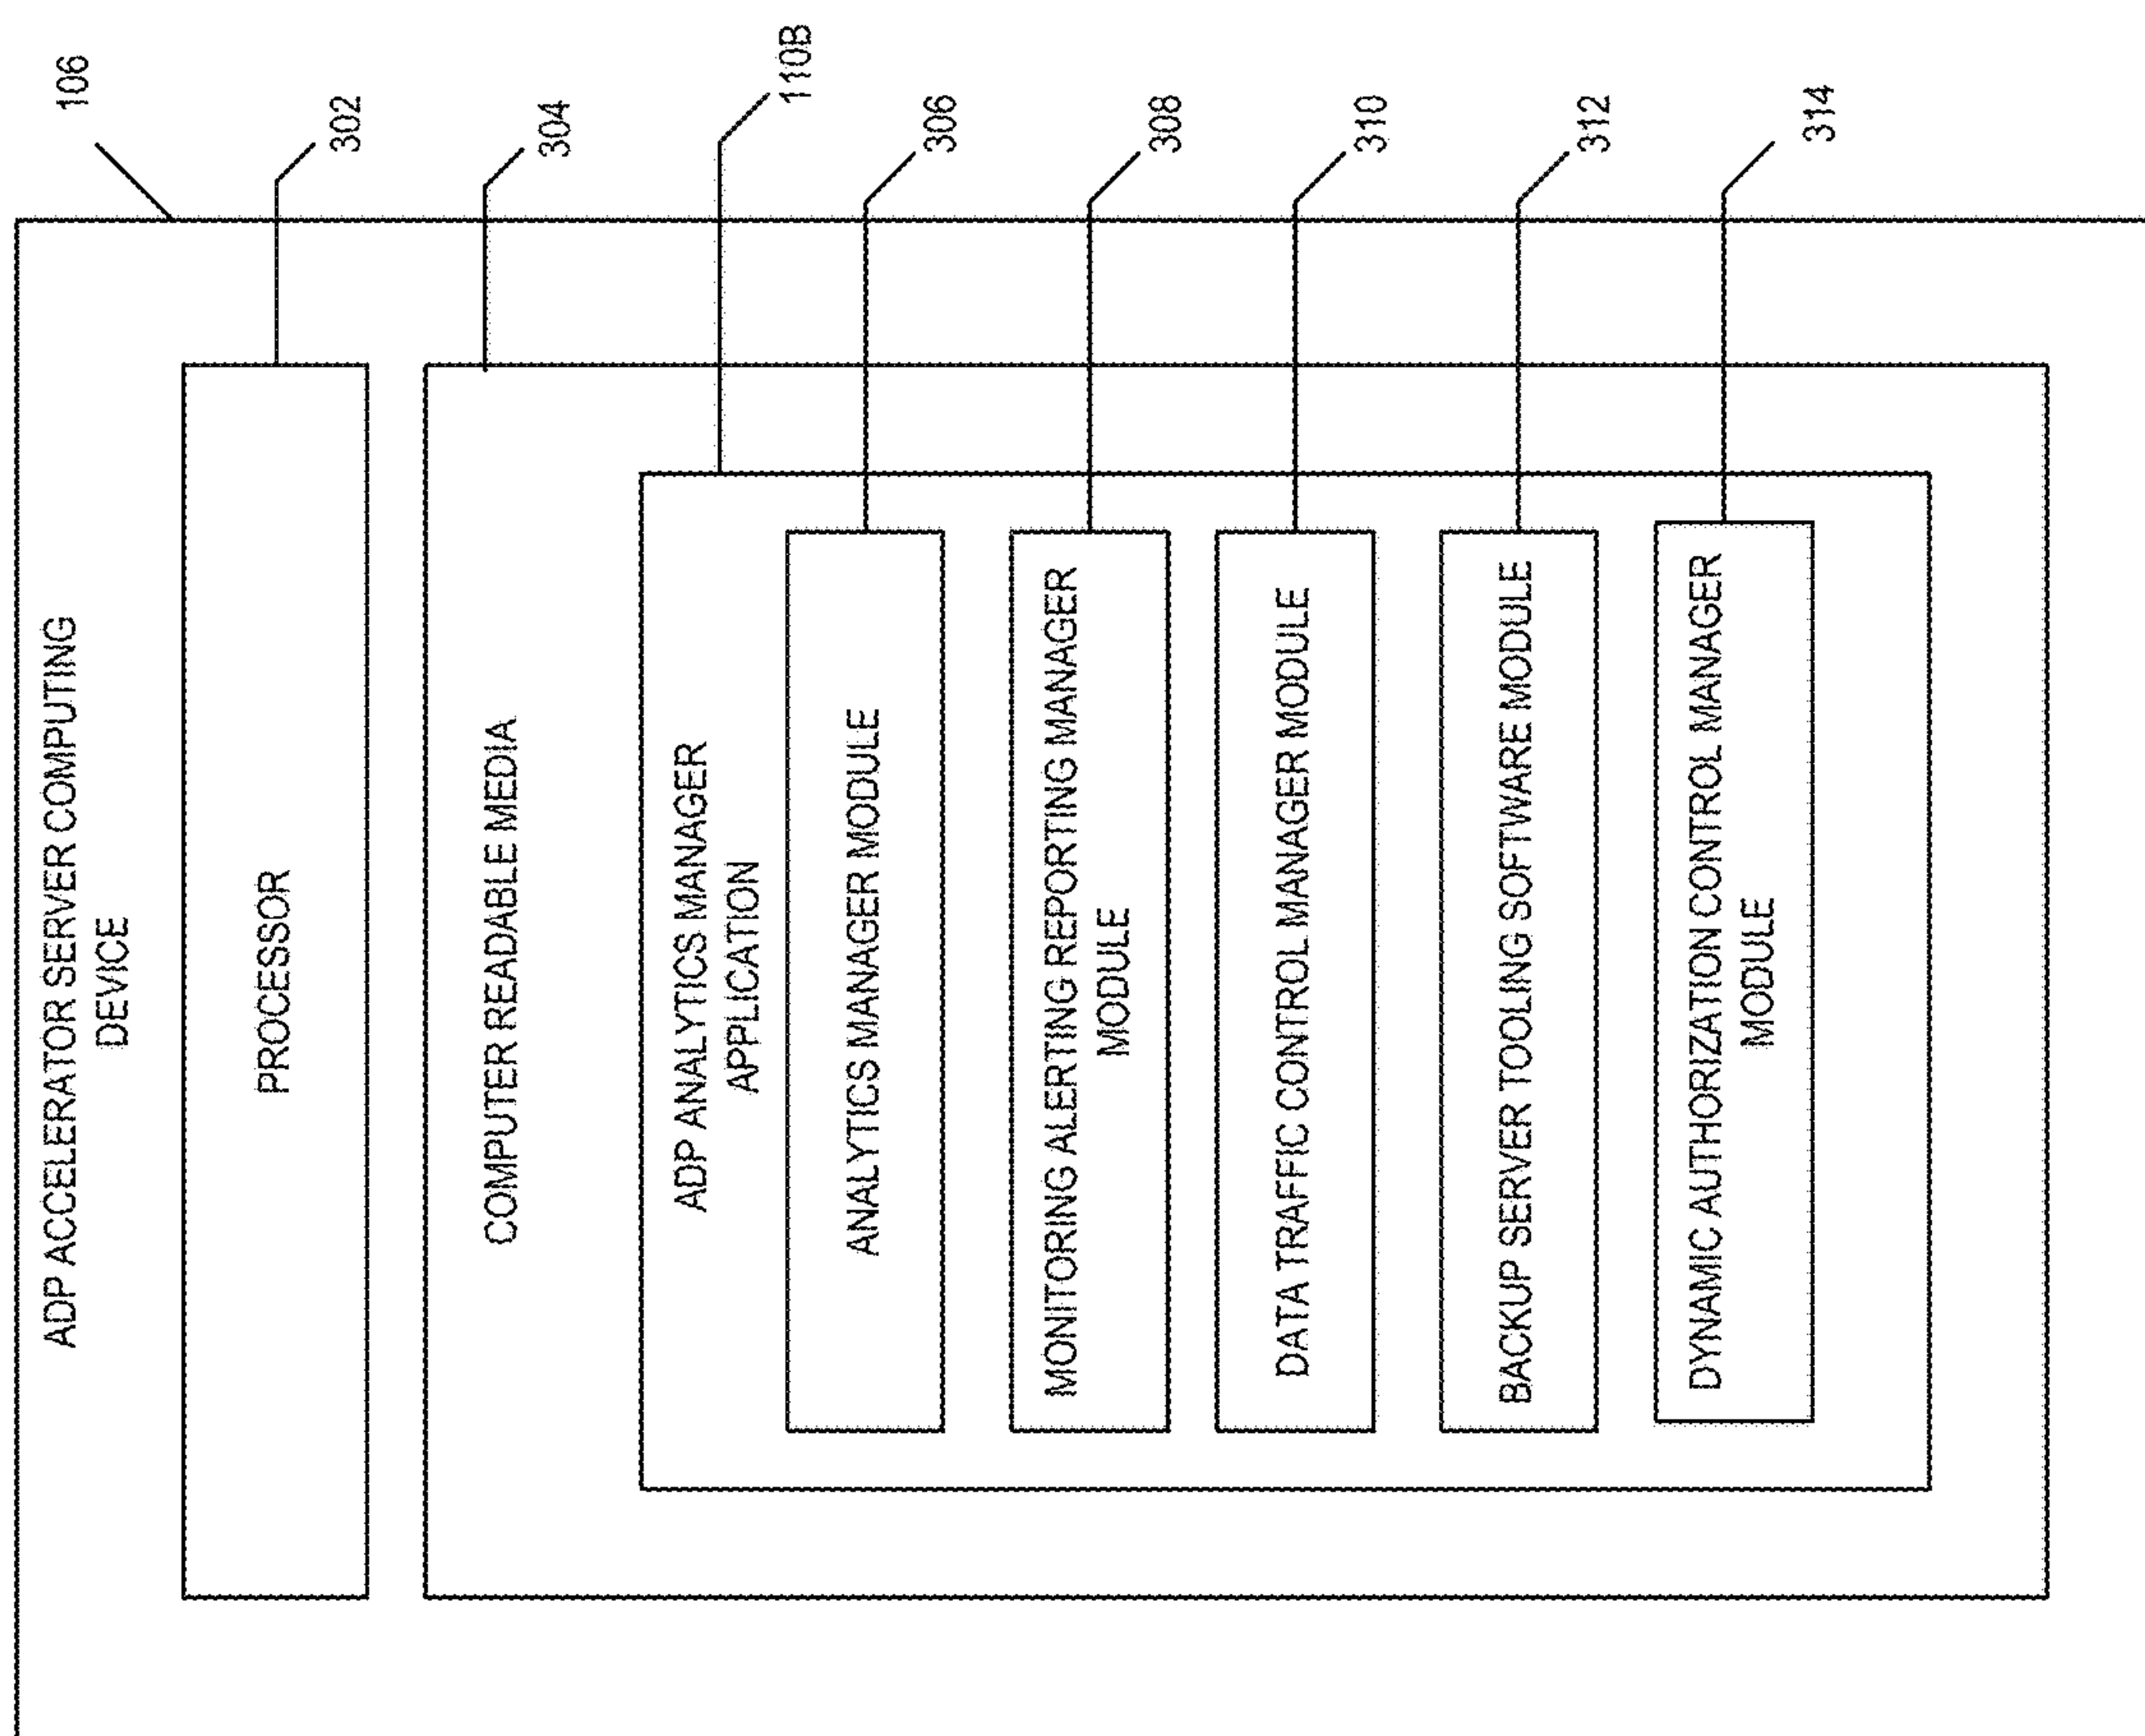 ADP ACCELERATOR SERVER COMPUTING
DEVICE
106
PROCESSOR
302
COMPUTER READABLE MEDIA
304
ADP ANALYTICS MANAGER
APPLICATION
110B
ANALYTICS MANAGER MODULE
306
MONITORING ALERTING REPORTING MANAGER
MODULE
308
DATA TRAFFIC CONTROL MANAGER MODULE
310
BACKUP SERVER TOOLING SOFTWARE MODULE
312
DYNAMIC AUTHORIZATION CONTROL MANAGER
MODULE
314